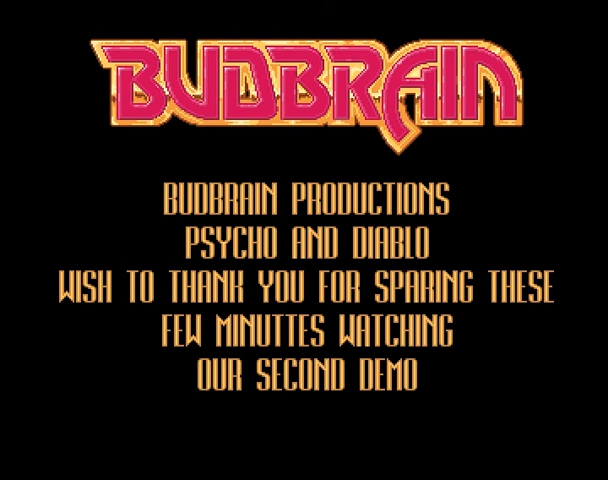 BUDBRAIN
BUDBRAIN PRODUCTIONS
PSYCHO AND DIABLO
WISH TO THANK YOU FOR SPARING THESE
FEW MINUTTES WATCHING
OUR SECOND DEMO